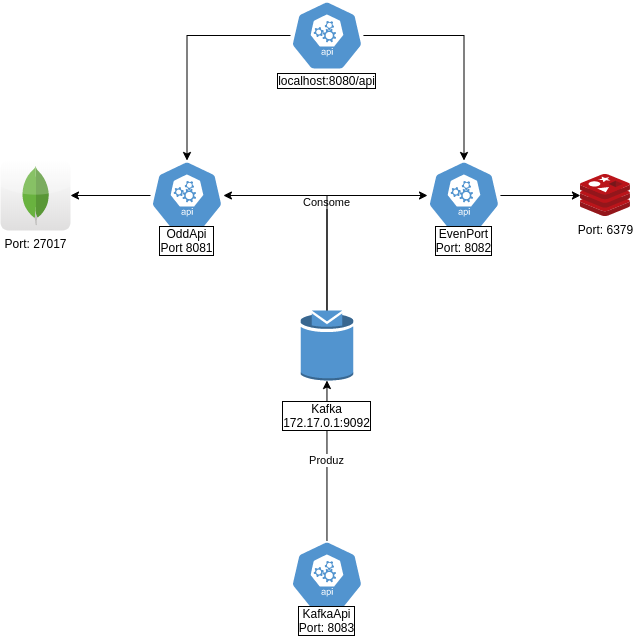 api
localhost:8080/api
api
OddApi
Port 8081
api
EvenPort
Port: 8082
Port: 27017
Port: 6379
Consome
Kafka
172.17.0.1:9092
Produz
api
KafkaApi
Port: 8083